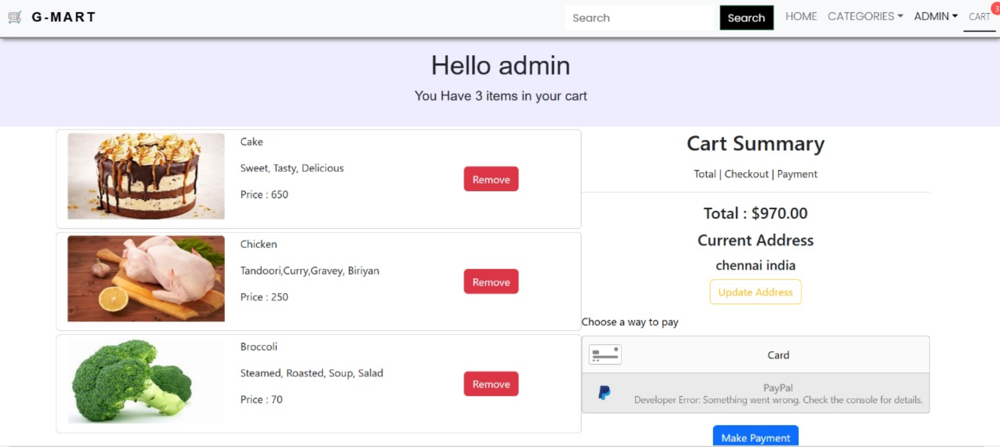 G-MART
Search
Search
HOME
CATEGORIES
ADMIN
CART
3
Hello admin
You Have 3 items in your cart
Cake
Sweet, Tasty, Delicious
Price : 650
Remove
Chicken
Tandoori,Curry,Gravey, Biriyan
Price : 250
Remove
Broccoli
Steamed, Roasted, Soup, Salad
Price : 70
Remove
Cart Summary
Total | Checkout | Payment
Total : $970.00
Current Address
chennai india
Update Address
Choose a way to pay
Card
PayPal
Developer Error: Something went wrong. Check the console for details.
Make Payment